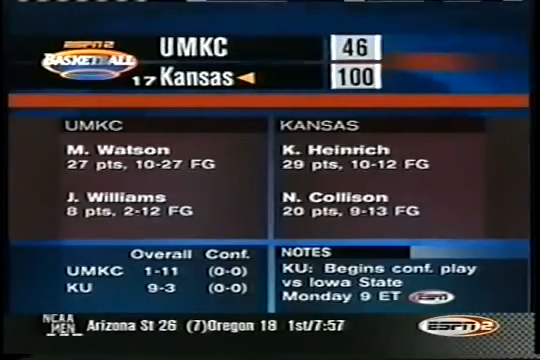 ESPN2
BASKETBALL
UMKC 46
17 Kansas 100
UMKC
M. Watson
27 pts, 10-27 FG
J. Williams
8 pts, 2-12 FG
KANSAS
K. Heinrich
29 pts, 10-12 FG
N. Collison
20 pts, 9-13 FG
Overall Conf.
UMKC 1-11 (0-0)
KU 9-3 (0-0)
NOTES
KU: Begins conf. play
vs Iowa State
Monday 9 ET ESPN
NCAA
MEN
Arizona St 26 (7)Oregon 18 1st/7:57
ESPN2